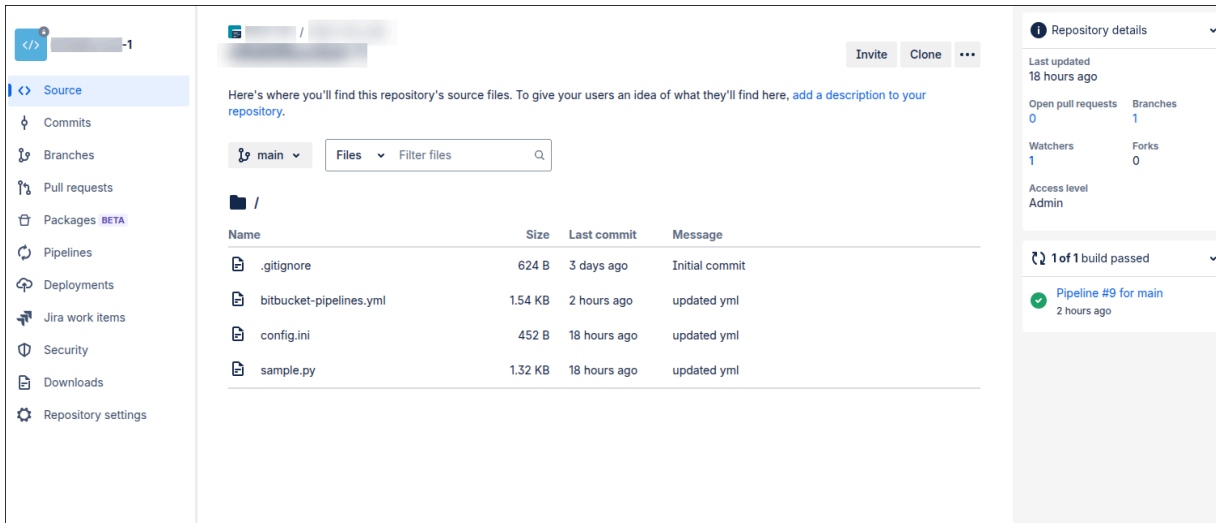 -1
Source
Commits
Branches
Pull requests
Packages BETA
Pipelines
Deployments
Jira work items
Security
Downloads
Repository settings
/
Invite Clone
Here's where you'll find this repository's source files. To give your users an idea of what they'll find here, add a description to your
repository.
main Files Filter files
/
Name Size Last commit Message
.gitignore 624 B 3 days ago Initial commit
bitbucket-pipelines.yml 1.54 KB 2 hours ago updated yml
config.ini 452 B 18 hours ago updated yml
sample.py 1.32 KB 18 hours ago updated yml
Repository details
Last updated
18 hours ago
Open pull requests Branches
0 1
Watchers Forks
1 0
Access level
Admin
1 of 1 build passed
Pipeline #9 for main
2 hours ago